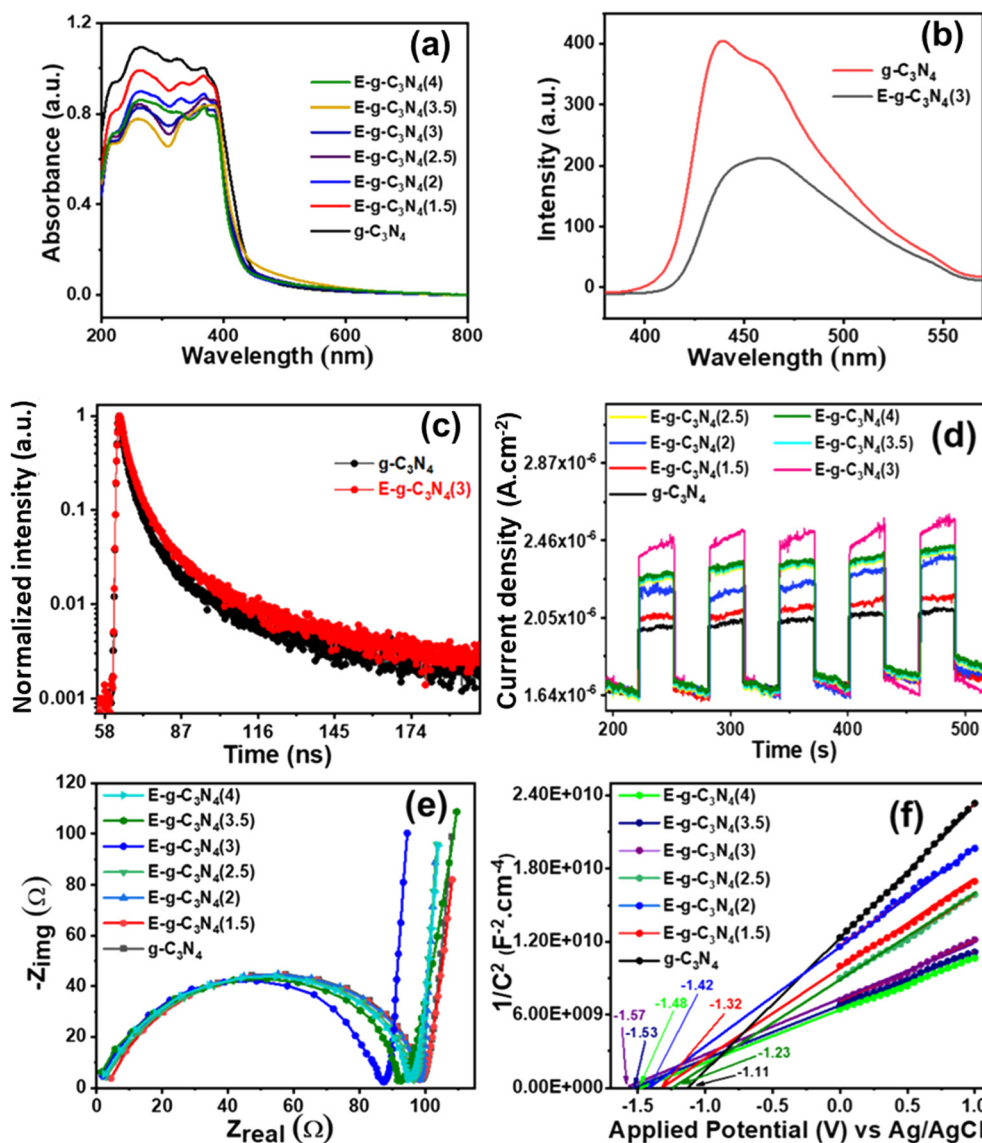 (a)
1.2
0.8
0.4
0.0
Absorbance (a.u.)
E-g-C₃N₄(4)
E-g-C₃N₄(3.5)
E-g-C₃N₄(3)
E-g-C₃N₄(2.5)
E-g-C₃N₄(2)
E-g-C₃N₄(1.5)
g-C₃N₄
200 400 600 800
Wavelength (nm)
(b)
400
300
200
100
0
Intensity (a.u.)
g-C₃N₄
E-g-C₃N₄(3)
400 450 500 550
Wavelength (nm)
(c)
1
0.1
0.01
0.001
Normalized intensity (a.u.)
g-C₃N₄
E-g-C₃N₄(3)
58 87 116 145 174
Time (ns)
(d)
E-g-C₃N₄(2.5) E-g-C₃N₄(4)
E-g-C₃N₄(2) E-g-C₃N₄(3.5)
E-g-C₃N₄(1.5) E-g-C₃N₄(3)
g-C₃N₄
2.87x10⁻⁶
2.46x10⁻⁶
2.05x10⁻⁶
1.64x10⁻⁶
Current density (A.cm⁻²)
200 300 400 500
Time (s)
(e)
120
100
80
60
40
20
0
-Zimg (Ω)
E-g-C₃N₄(4)
E-g-C₃N₄(3.5)
E-g-C₃N₄(3)
E-g-C₃N₄(2.5)
E-g-C₃N₄(2)
E-g-C₃N₄(1.5)
g-C₃N₄
0 20 40 60 80 100
Zreal (Ω)
(f)
2.40E+010
1.80E+010
1.20E+010
6.00E+009
0.00E+000
1/C² (F⁻².cm⁻⁴)
E-g-C₃N₄(4)
E-g-C₃N₄(3.5)
E-g-C₃N₄(3)
E-g-C₃N₄(2.5)
E-g-C₃N₄(2)
E-g-C₃N₄(1.5)
g-C₃N₄
-1.42
-1.48
-1.32
-1.57
-1.53
-1.23
-1.11
-1.5 -1.0 -0.5 0.0 0.5 1.0
Applied Potential (V) vs Ag/AgCl